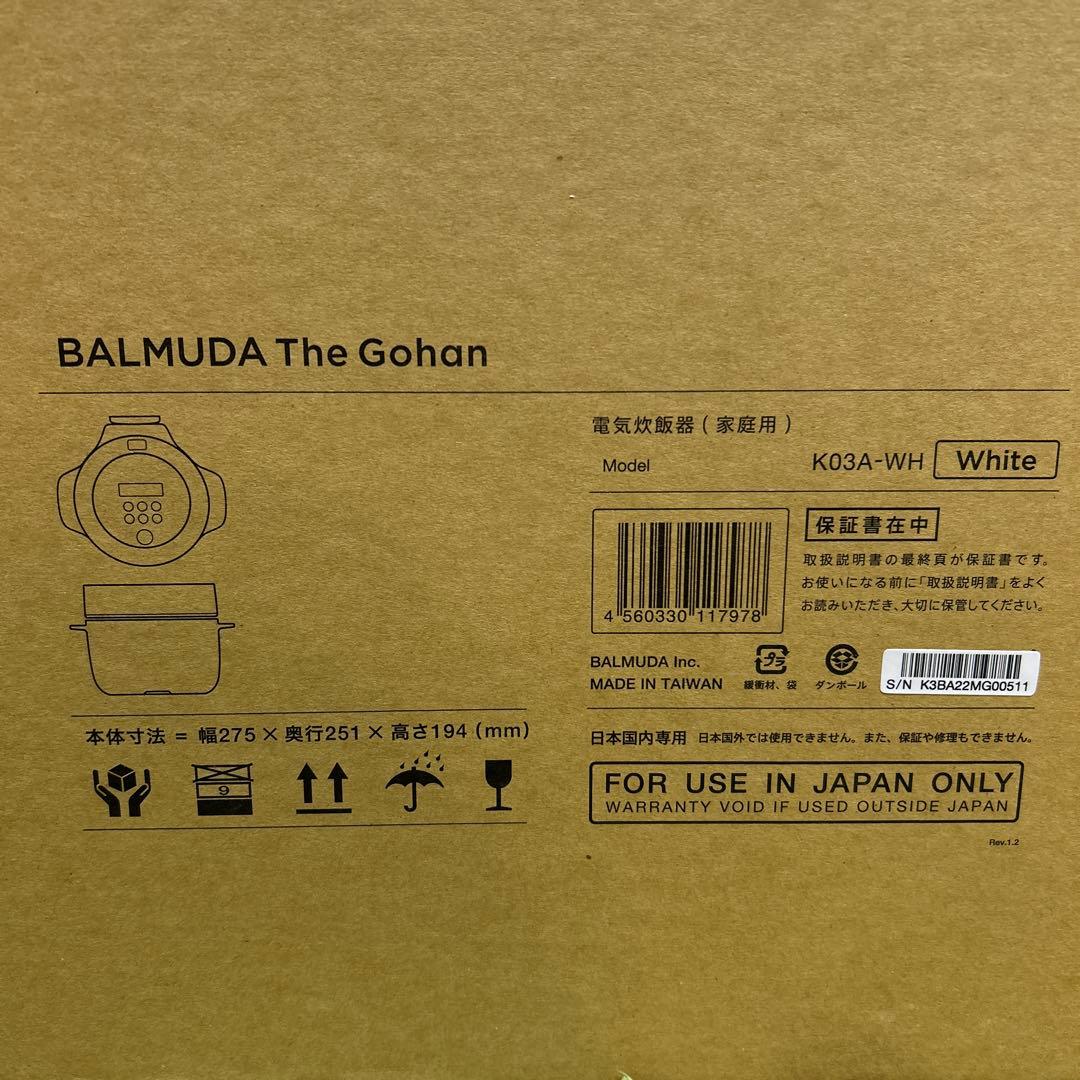 BALMUDA The Gohan
電気炊飯器(家庭用)
Model K03A-WH White
保証書在中
取扱説明書の最終頁が保証書です。
お使いになる前に「取扱説明書」をよく
お読みいただき、大切に保管してください。
4 560330 117978
BALMUDA Inc.
MADE IN TAIWAN
プラ
緩衝材、袋
ダンボール
S/N K3BA22MG00511
本体寸法 = 幅275×奥行251×高さ194(mm)
9
日本国内専用 日本国外では使用できません。また、保証や修理もできません。
FOR USE IN JAPAN ONLY
WARRANTY VOID IF USED OUTSIDE JAPAN
Rev.1.2